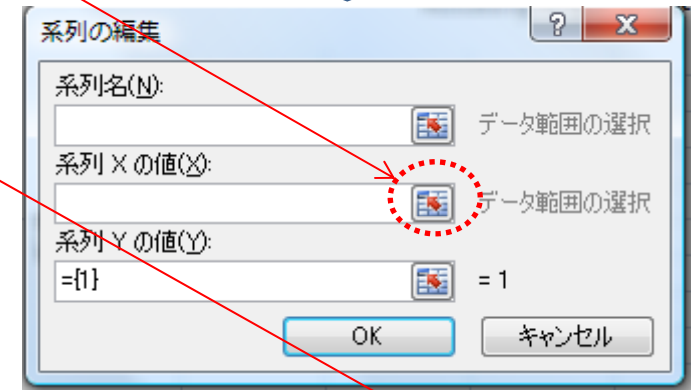 系列の編集
系列名(N):
データ範囲の選択
系列 X の値(X):
データ範囲の選択
系列 Y の値(Y):
={1}
= 1
OK
キャンセル